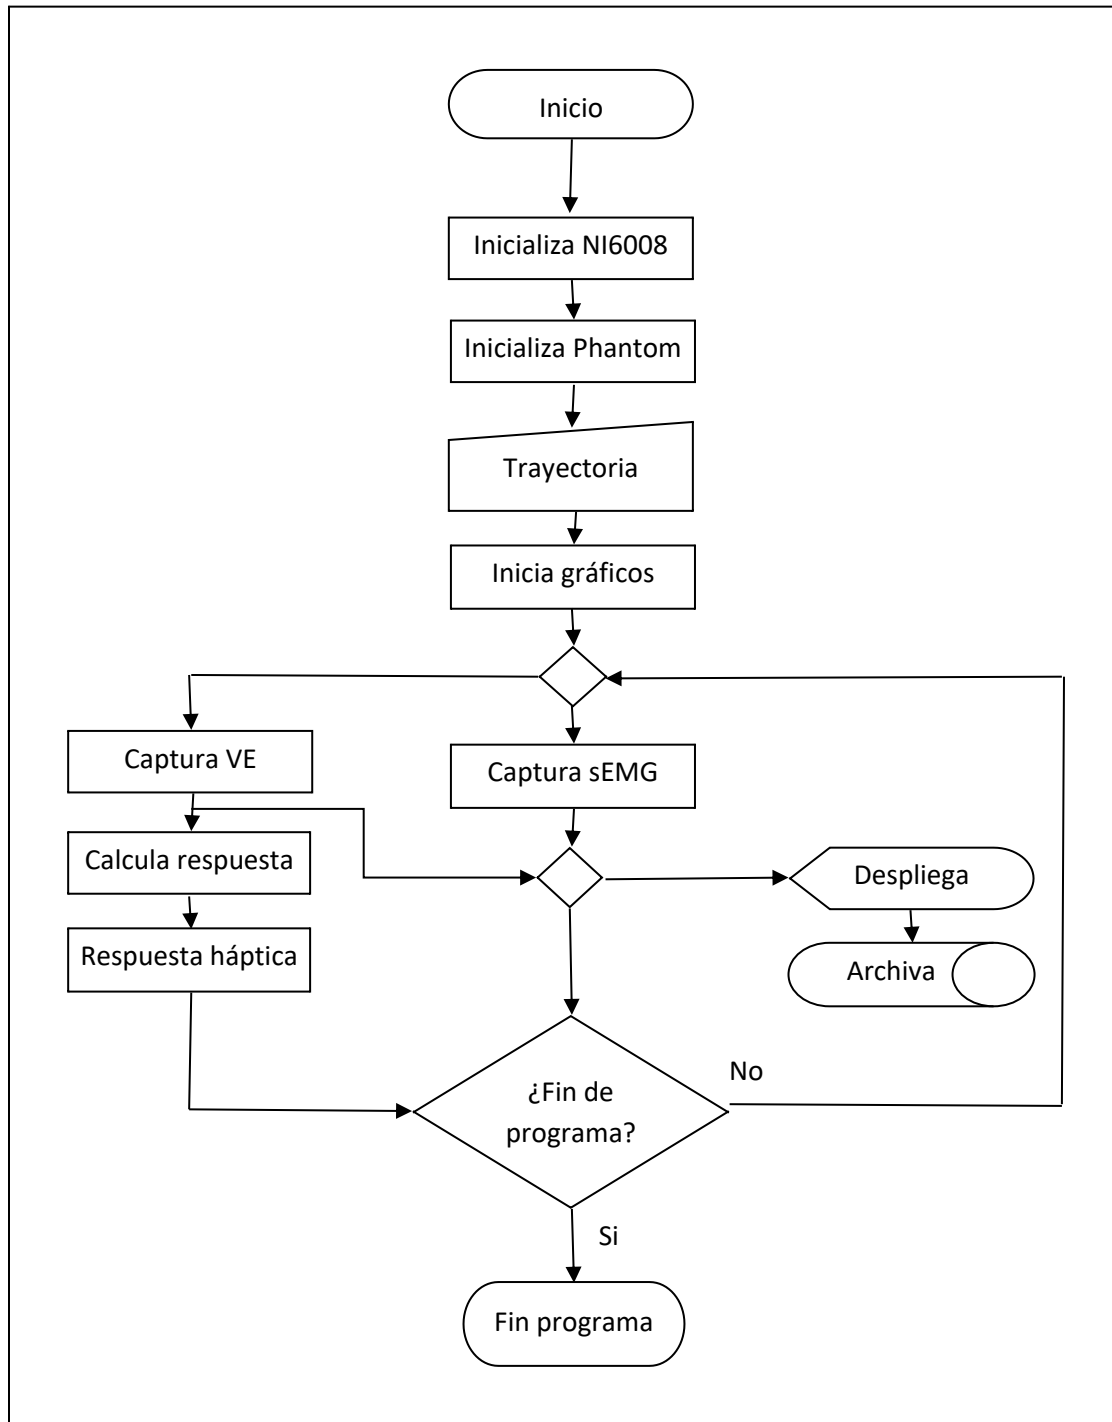 Inicio
Inicializa NI6008
Inicializa Phantom
Trayectoria
Inicia gráficos
Captura VE
Captura sEMG
Calcula respuesta
Despliega
Respuesta háptica
Archiva
¿Fin de
programa?
No
Si
Fin programa